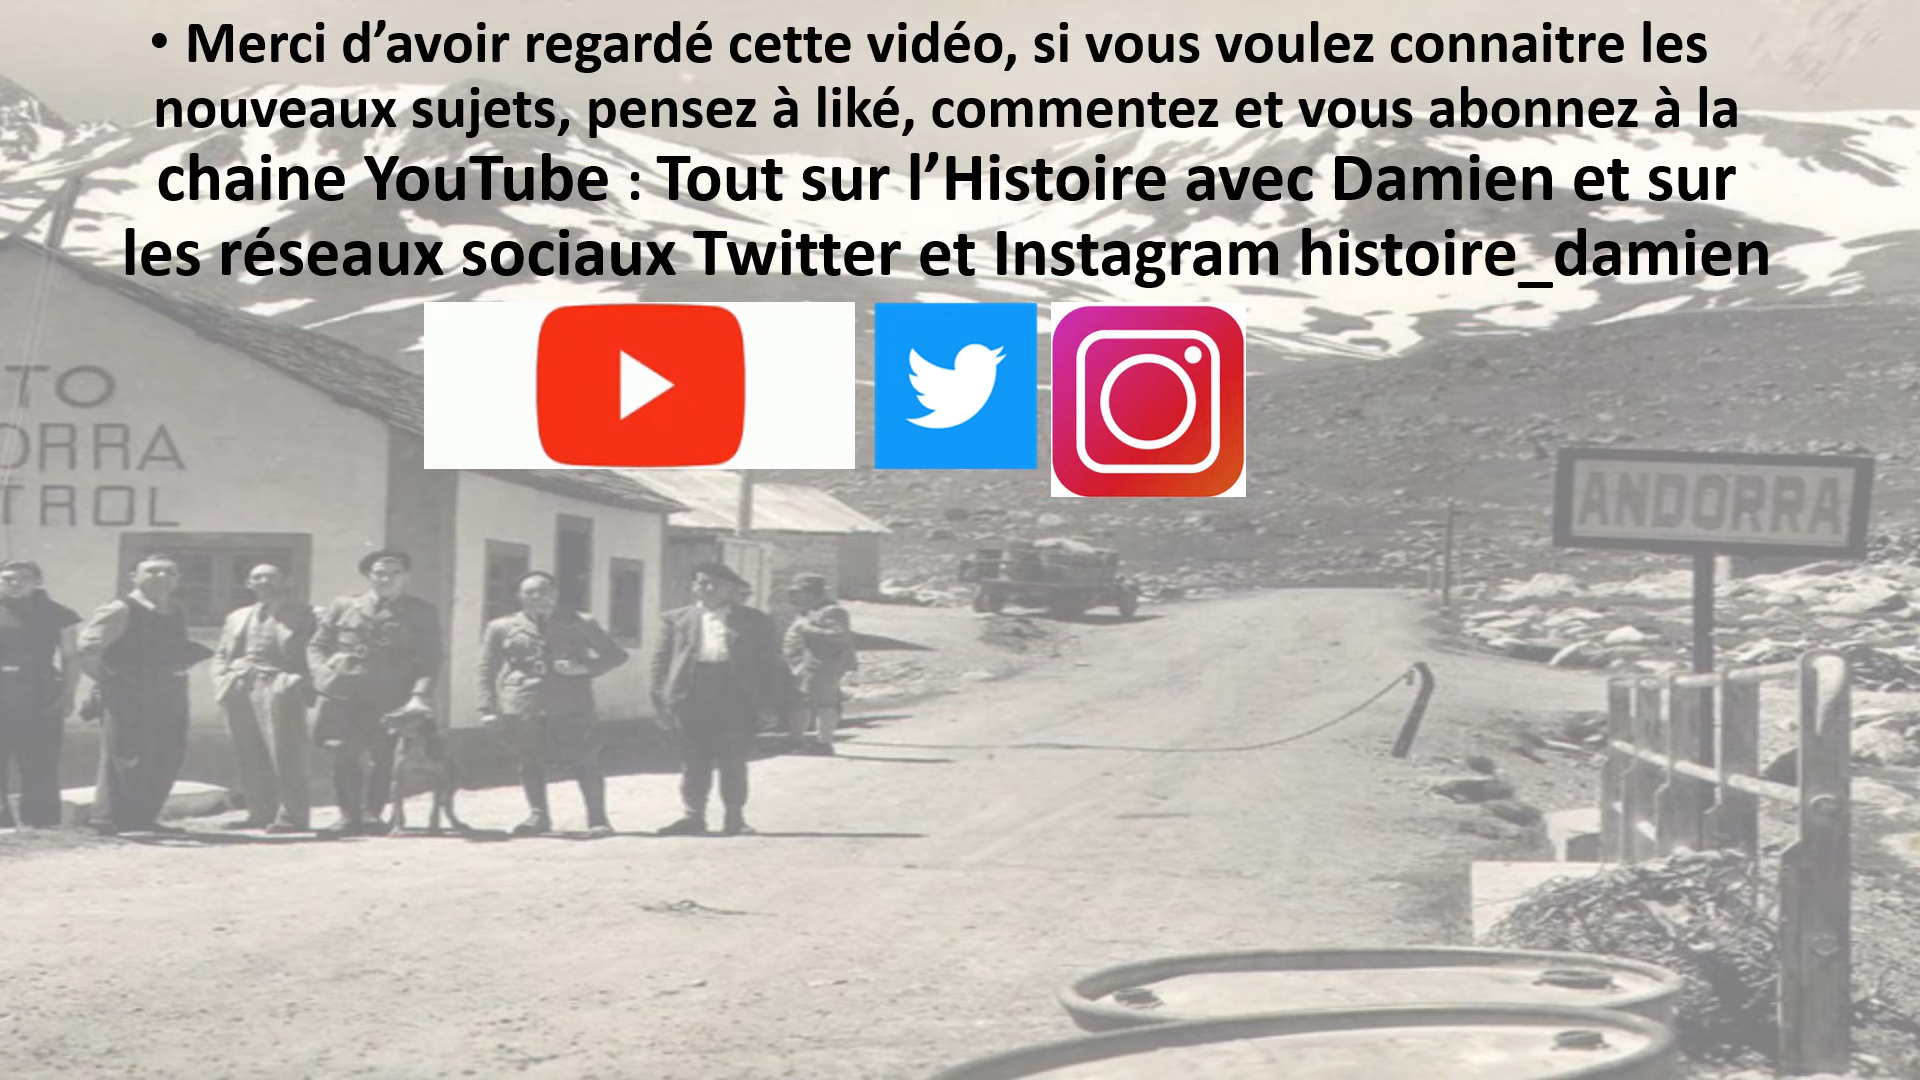 • Merci d’avoir regardé cette vidéo, si vous voulez connaitre les
nouveaux sujets, pensez à liké, commentez et vous abonnez à la
chaine YouTube : Tout sur l’Histoire avec Damien et sur
les réseaux sociaux Twitter et Instagram histoire_damien
TO
ORRA
TROL
ANDORRA